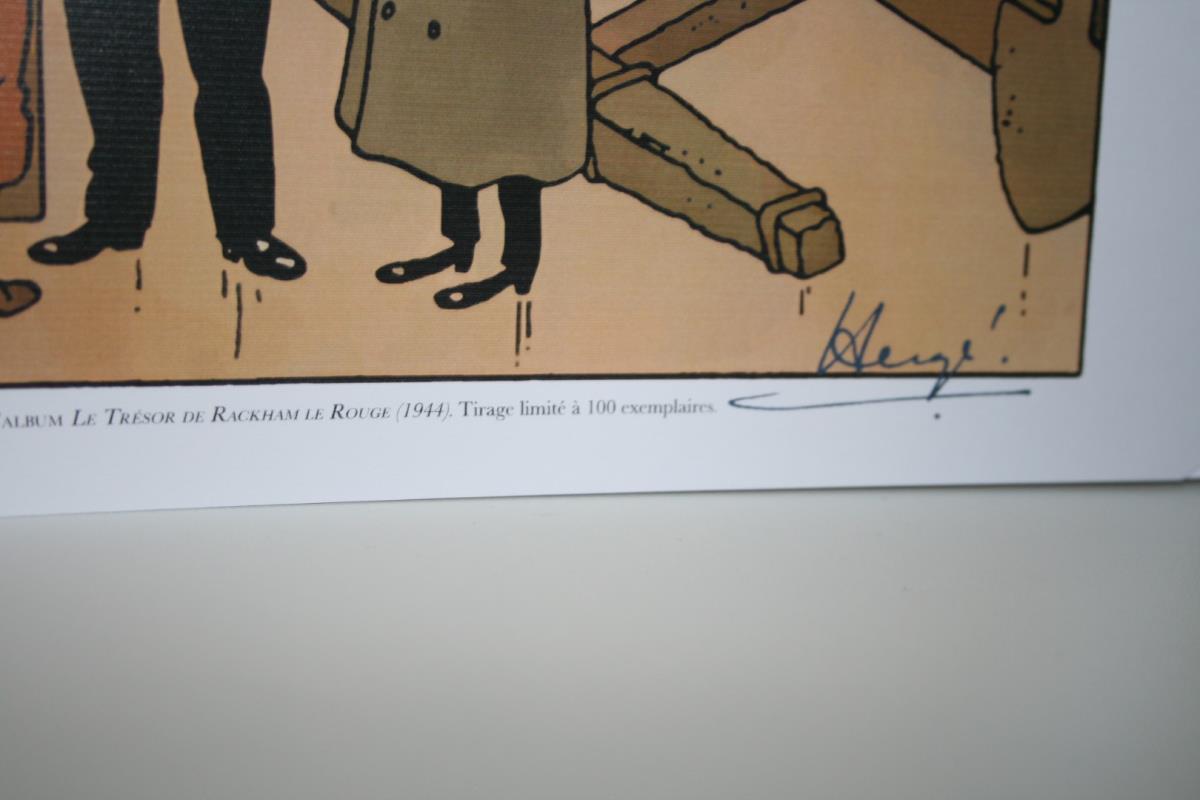 Hergé!
ALBUM LE TRÉSOR DE RACKHAM LE ROUGE (1944). Tirage limité à 100 exemplaires.